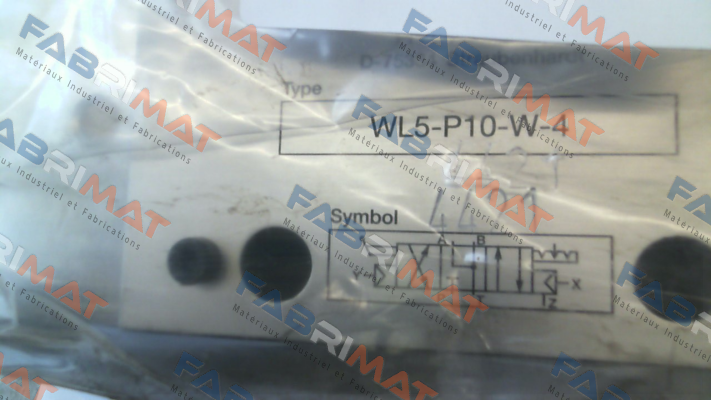 Type
WL5-P10-W-4
Symbol
A B
T
X
Z
FABRIMAT
Materiaux Industriel et Fabrications